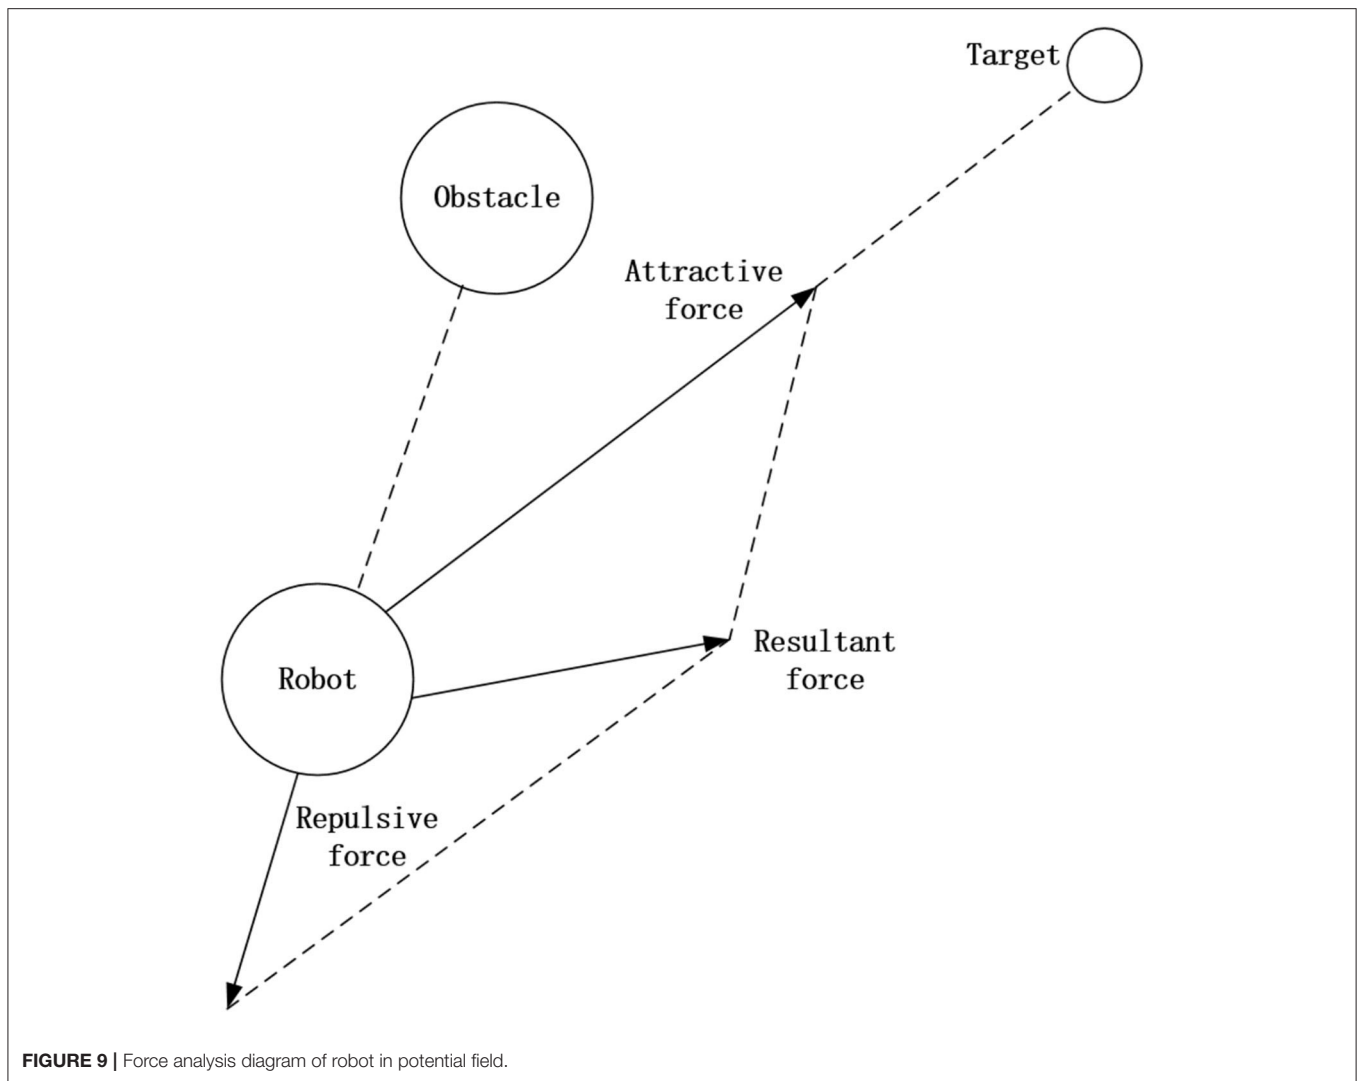 Target
Obstacle
Attractive
force
Resultant
force
Robot
Repulsive
force
FIGURE 9 | Force analysis diagram of robot in potential field.